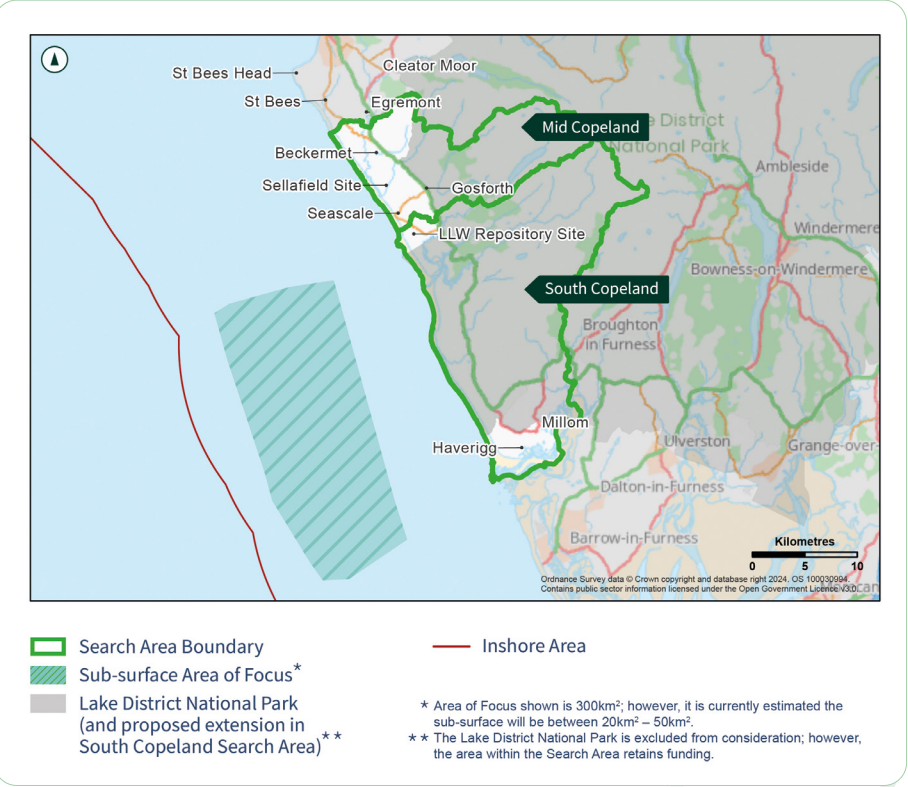 Cleator Moor
St Bees Head
St Bees
Egremont
Mid Copeland
e District
National Park
Beckermet
Ambleside
Sellafield Site
Gosforth
Seascale
LLW Repository Site
Windermere
Bowness-on-Windermere
South Copeland
Broughton
in Furness
Millom
Haverigg
Ulverston
Grange-over-
Dalton-in-Furness
Barrow-in-Furness
Kilometres
0 5 10
Ordnance Survey data © Crown copyright and database right 2024. OS 100030994.
Contains public sector information licensed under the Open Government Licence v3.0.
Search Area Boundary
Inshore Area
Sub-surface Area of Focus*
Lake District National Park
(and proposed extension in
South Copeland Search Area)**
* Area of Focus shown is 300km²; however, it is currently estimated the
sub-surface will be between 20km² – 50km².
** The Lake District National Park is excluded from consideration; however,
the area within the Search Area retains funding.